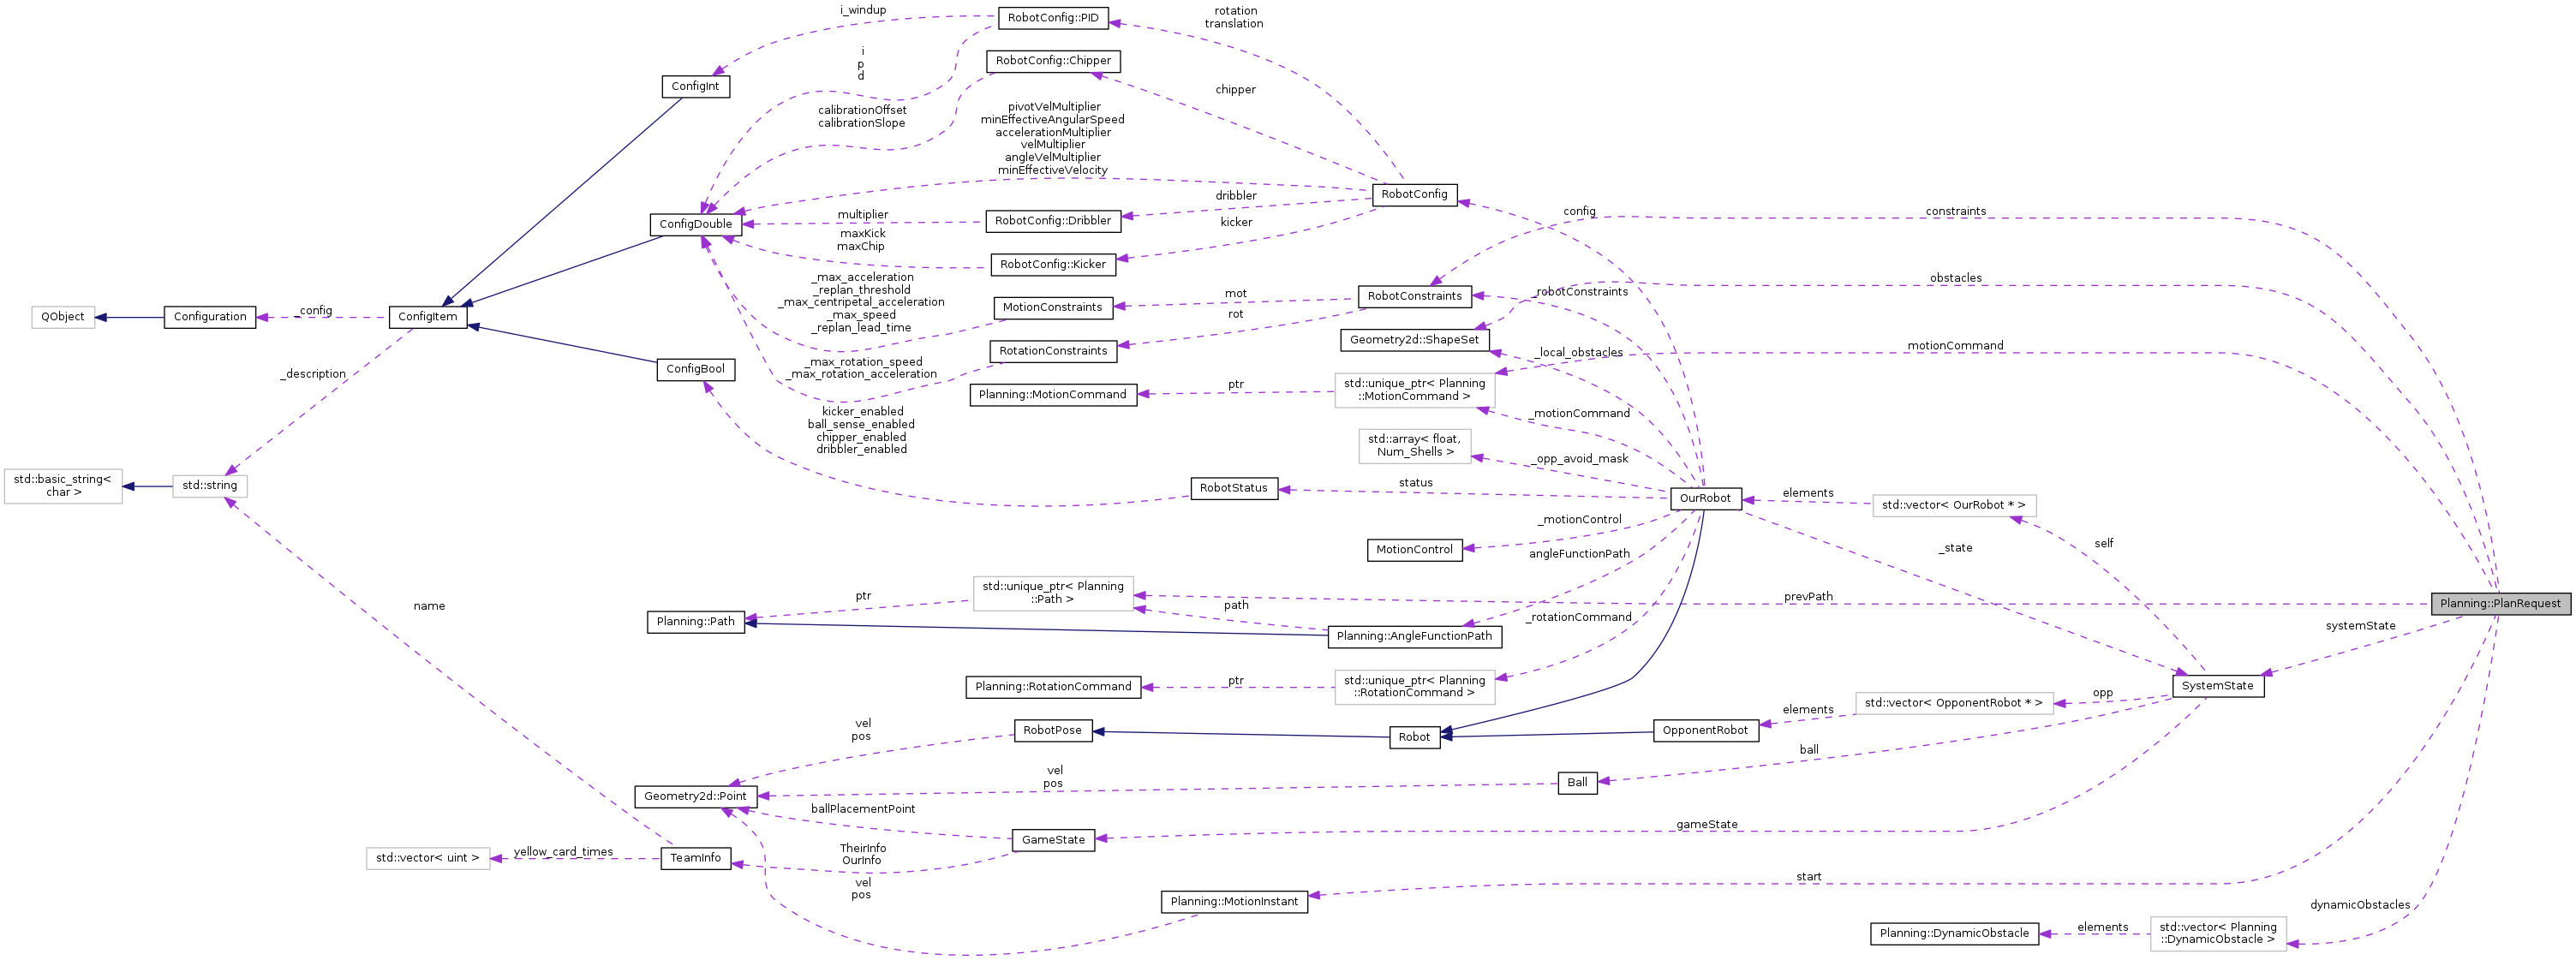 i_windup
RobotConfig::PID
rotation
translation
i
p
d
RobotConfig::Chipper
ConfigInt
chipper
calibrationOffset
calibrationSlope
pivotVelMultiplier
minEffectiveAngularSpeed
accelerationMultiplier
velMultiplier
angleVelMultiplier
minEffectiveVelocity
RobotConfig
dribbler
multiplier
RobotConfig::Dribbler
ConfigDouble
config
constraints
kicker
maxKick
maxChip
RobotConfig::Kicker
_max_acceleration
_replan_threshold
_max_centripetal_acceleration
_max_speed
_replan_lead_time
obstacles
mot
_robotConstraints
RobotConstraints
MotionConstraints
rot
QObject
Configuration
_config
ConfigItem
Geometry2d::ShapeSet
motionCommand
RotationConstraints
_local_obstacles
_max_rotation_speed
_max_rotation_acceleration
ConfigBool
_description
std::unique_ptr< Planning
::MotionCommand >
ptr
Planning::MotionCommand
_motionCommand
kicker_enabled
ball_sense_enabled
chipper_enabled
dribbler_enabled
std::array< float,
Num_Shells >
_opp_avoid_mask
std::basic_string<
char >
std::string
RobotStatus
status
OurRobot
elements
std::vector< OurRobot * >
_motionControl
MotionControl
_state
self
angleFunctionPath
std::unique_ptr< Planning
::Path >
ptr
path
prevPath
Planning::PlanRequest
name
Planning::Path
_rotationCommand
Planning::AngleFunctionPath
systemState
Planning::RotationCommand
ptr
std::unique_ptr< Planning
::RotationCommand >
SystemState
opp
std::vector< OpponentRobot * >
elements
vel
pos
RobotPose
Robot
OpponentRobot
ball
vel
pos
Ball
Geometry2d::Point
ballPlacementPoint
gameState
GameState
yellow_card_times
TheirInfo
OurInfo
std::vector< uint >
TeamInfo
vel
pos
start
Planning::MotionInstant
dynamicObstacles
Planning::DynamicObstacle
elements
std::vector< Planning
::DynamicObstacle >